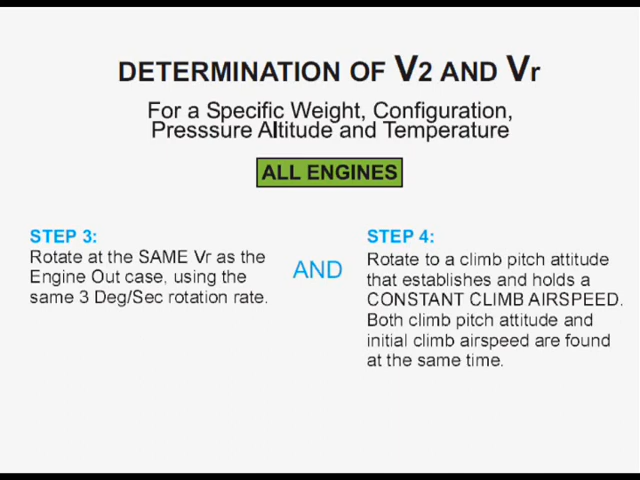 DETERMINATION OF V2 AND Vr
For a Specific Weight, Configuration,
Presssure Altitude and Temperature
ALL ENGINES
STEP 3:
Rotate at the SAME Vr as the
Engine Out case, using the
same 3 Deg/Sec rotation rate.
AND
STEP 4:
Rotate to a climb pitch attitude
that establishes and holds a
CONSTANT CLIMB AIRSPEED.
Both climb pitch attitude and
initial climb airspeed are found
at the same time.